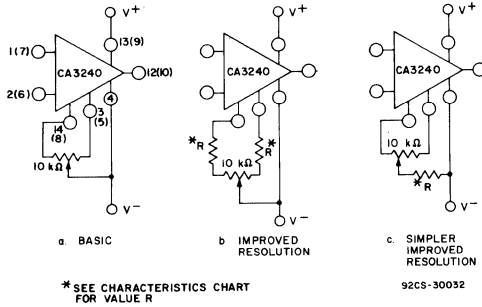 V+
V+
V+
1(7)
13(9)
CA3240
12(10)
2(6)
4
14
(8)
3
(5)
10 kΩ
V-
CA3240
*R
*R
10 kΩ
V-
CA3240
10 kΩ
*R
V-
a. BASIC
b IMPROVED
RESOLUTION
c. SIMPLER
IMPROVED
RESOLUTION
*SEE CHARACTERISTICS CHART
FOR VALUE R
92CS-30032